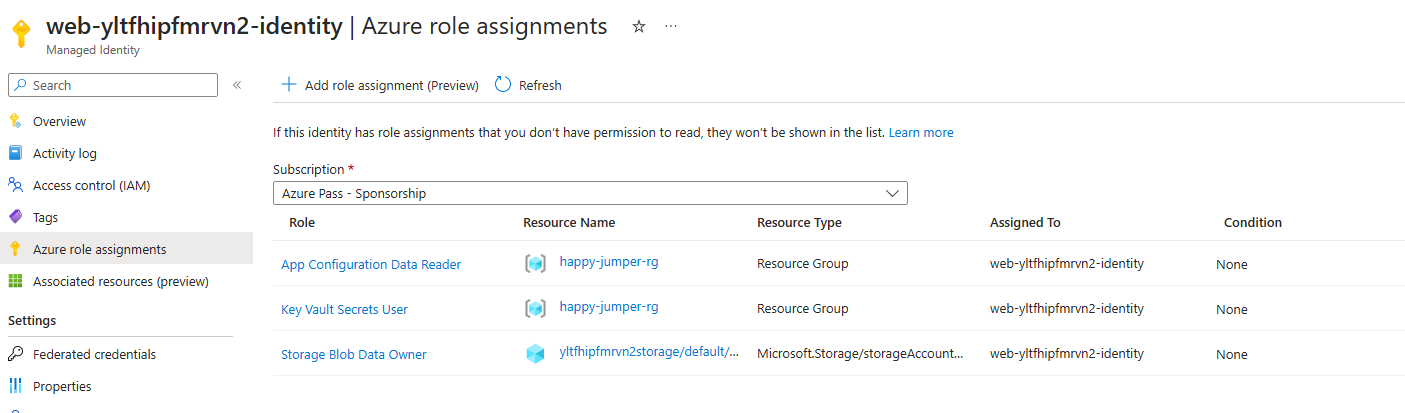 web-yltfhipfmrvn2-identity | Azure role assignments ☆ ...
Managed Identity
Search «
Overview
Activity log
Access control (IAM)
Tags
Azure role assignments
Associated resources (preview)
Settings
Federated credentials
Properties
+ Add role assignment (Preview) Refresh
If this identity has role assignments that you don't have permission to read, they won't be shown in the list. Learn more
Subscription *
Azure Pass - Sponsorship
Role Resource Name Resource Type Assigned To Condition
App Configuration Data Reader happy-jumper-rg Resource Group web-yltfhipfmrvn2-identity None
Key Vault Secrets User happy-jumper-rg Resource Group web-yltfhipfmrvn2-identity None
Storage Blob Data Owner yltfhipfmrvn2storage/default/... Microsoft.Storage/storageAccount... web-yltfhipfmrvn2-identity None